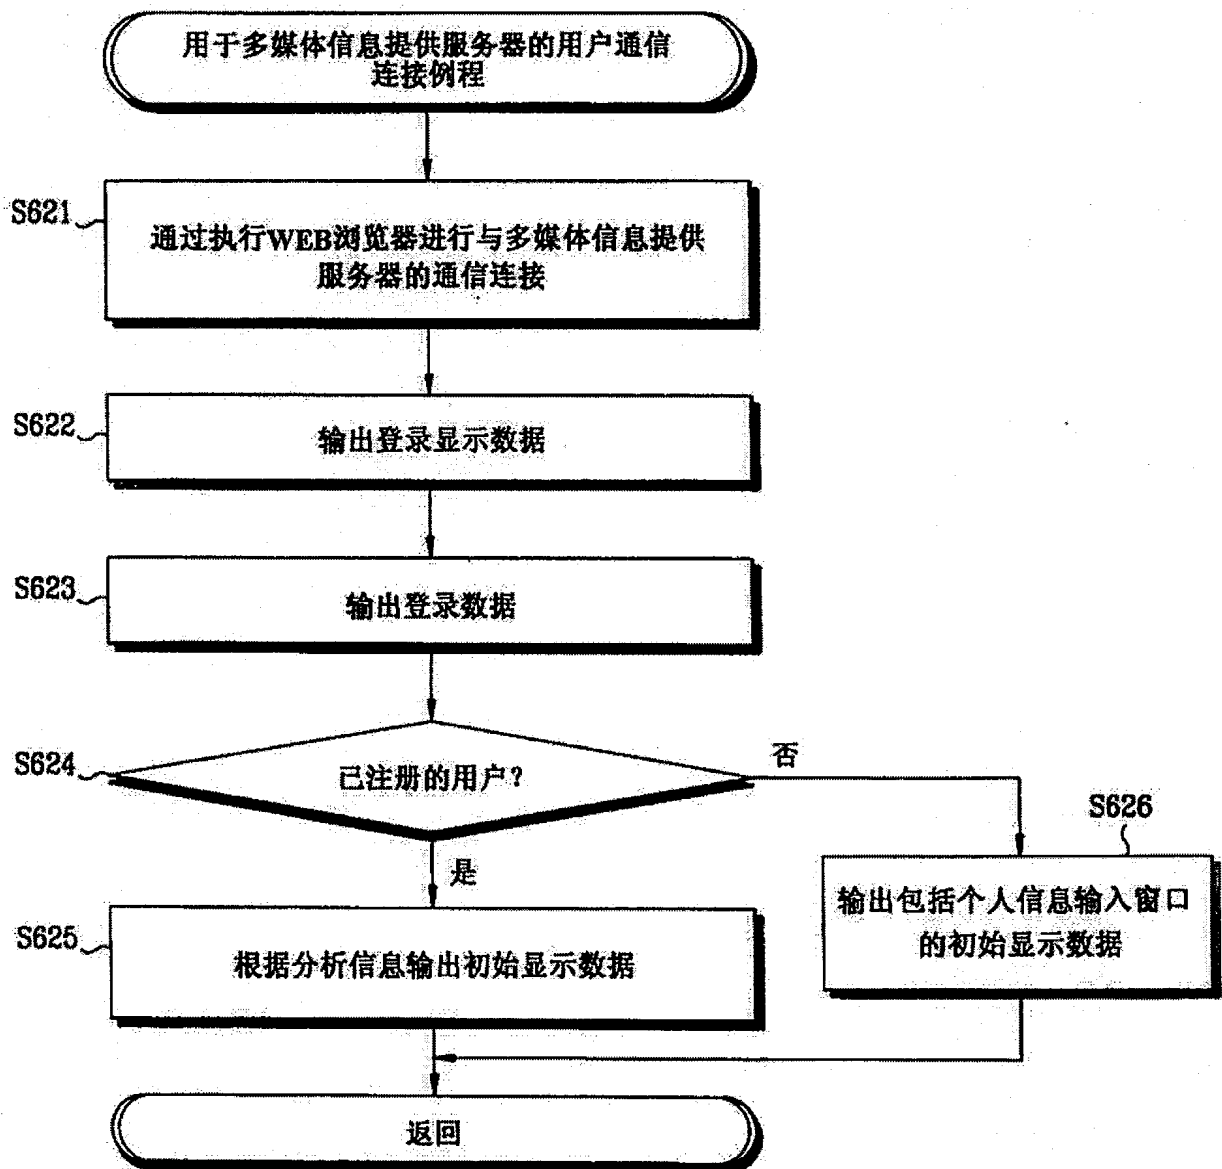 用于多媒体信息提供服务器的用户通信
连接例程
S621
通过执行WEB浏览器进行与多媒体信息提供
服务器的通信连接
S622
输出登录显示数据
S623
输出登录数据
S624
已注册的用户？
否
是
S626
输出包括个人信息输入窗口
的初始显示数据
S625
根据分析信息输出初始显示数据
返回